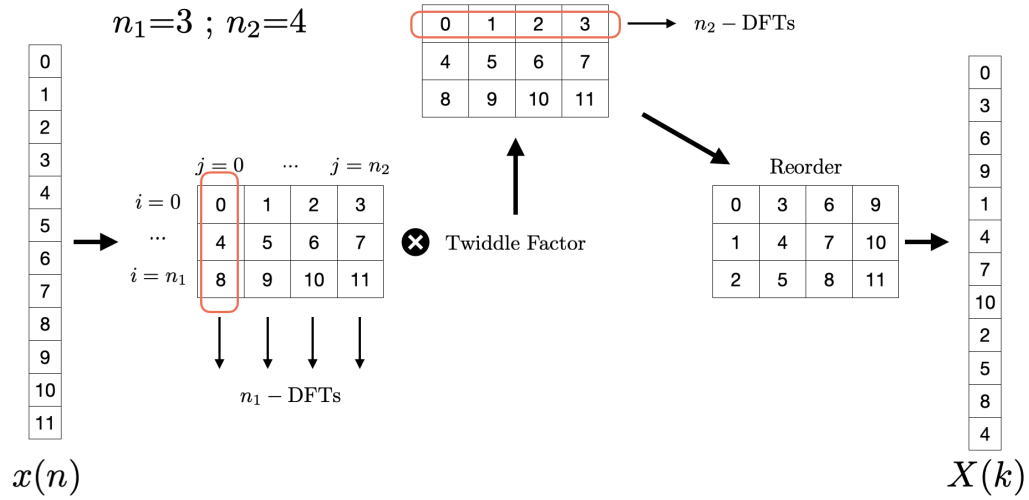 n₁=3 ; n₂=4
0
1
2
3
4
5
6
7
8
9
10
11
x(n)
j = 0 ··· j = n₂
i = 0 0 1 2 3
··· 4 5 6 7
i = n₁ 8 9 10 11
n₁ − DFTs
Twiddle Factor
0 1 2 3
4 5 6 7
8 9 10 11
n₂ − DFTs
Reorder
0 3 6 9
1 4 7 10
2 5 8 11
0
3
6
9
1
4
7
10
2
5
8
4
X(k)